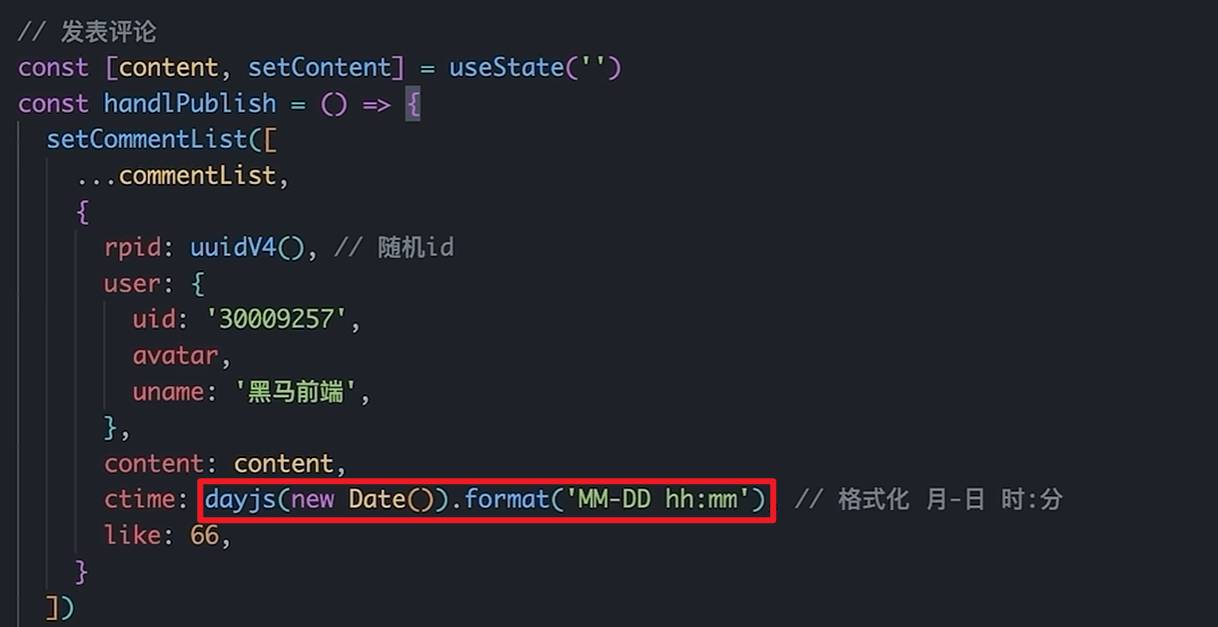 // 发表评论
const [content, setContent] = useState('')
const handlPublish = () => {
setCommentList([
...commentList,
{
rpid: uuidV4(), // 随机id
user: {
uid: '30009257',
avatar,
uname: '黑马前端',
},
content: content,
ctime: dayjs(new Date()).format('MM-DD hh:mm') // 格式化 月-日 时:分
like: 66,
}
])